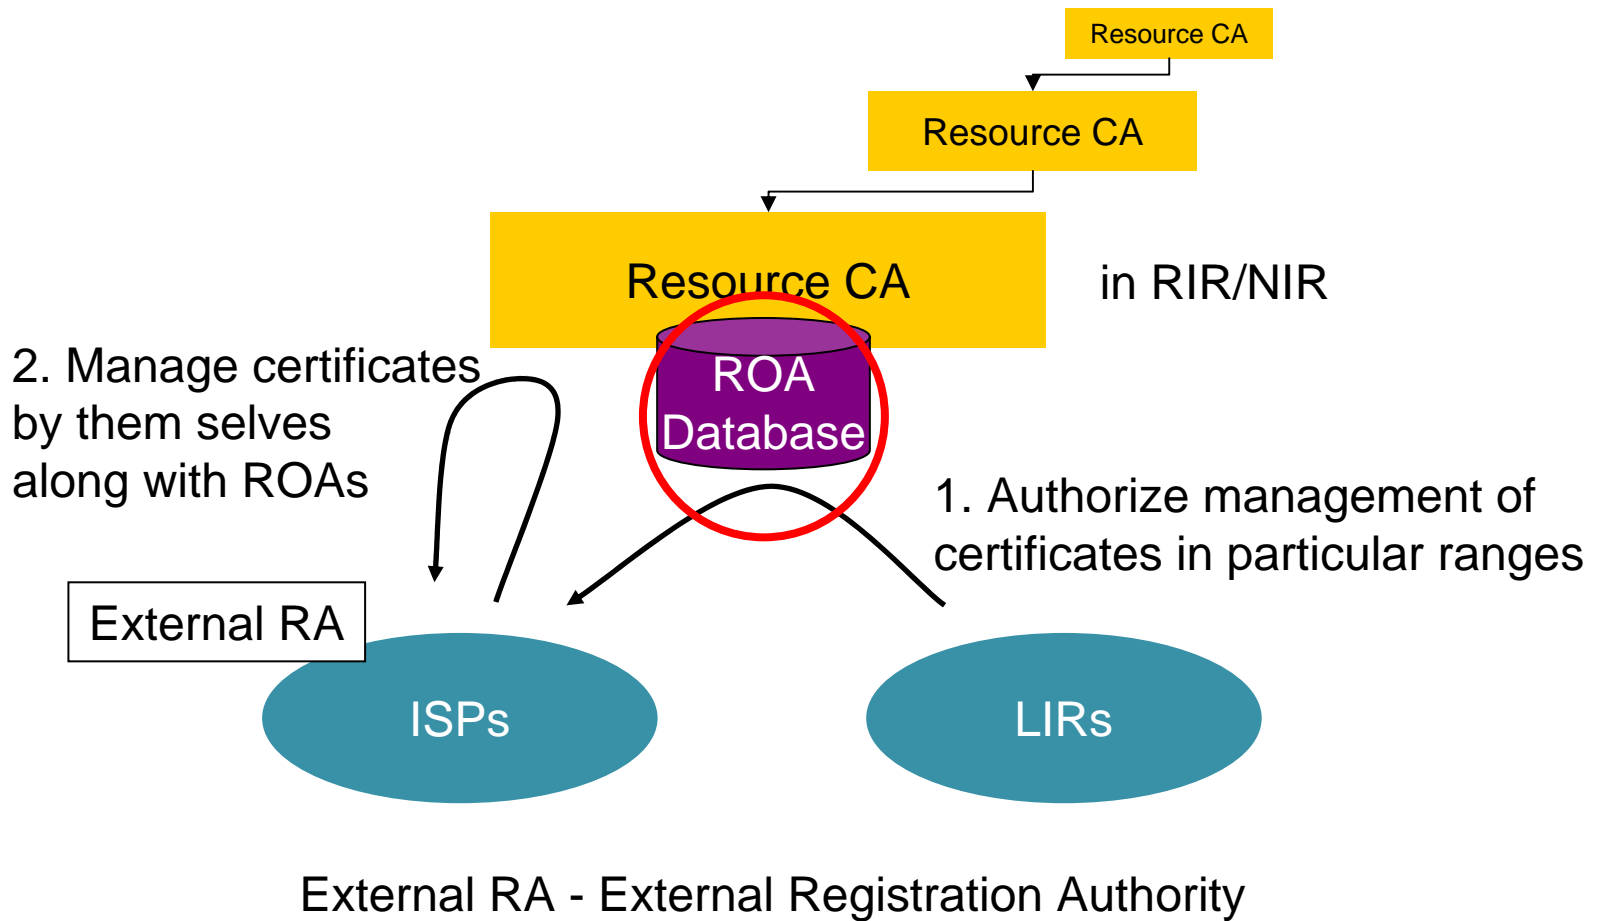 Resource CA
Resource CA
Resource CA
in RIR/NIR
2. Manage certificates
by them selves
along with ROAs
ROA
Database
1. Authorize management of
certificates in particular ranges
External RA
ISPs
LIRs
External RA - External Registration Authority